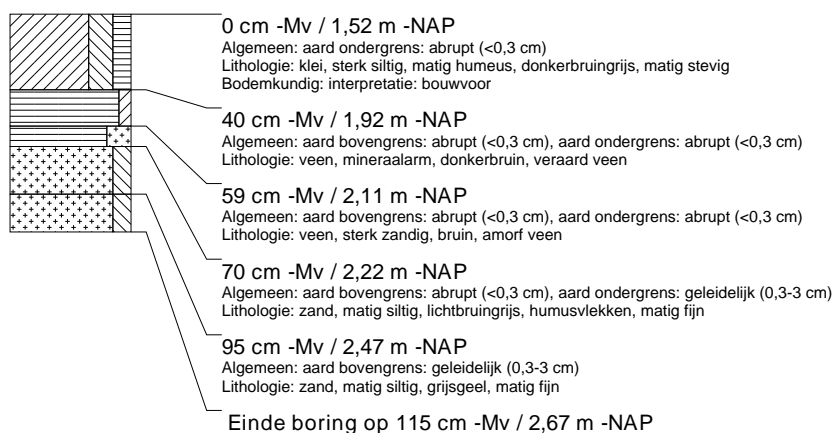 0 cm -Mv / 1,52 m -NAP
Algemeen: aard ondergrens: abrupt (<0,3 cm)
Lithologie: klei, sterk siltig, matig humeus, donkerbruingrijs, matig stevig
Bodemkundig: interpretatie: bouwvoor
40 cm -Mv / 1,92 m -NAP
Algemeen: aard bovengrens: abrupt (<0,3 cm), aard ondergrens: abrupt (<0,3 cm)
Lithologie: veen, mineraalarm, donkerbruin, veraard veen
59 cm -Mv / 2,11 m -NAP
Algemeen: aard bovengrens: abrupt (<0,3 cm), aard ondergrens: abrupt (<0,3 cm)
Lithologie: veen, sterk zandig, bruin, amorf veen
70 cm -Mv / 2,22 m -NAP
Algemeen: aard bovengrens: abrupt (<0,3 cm), aard ondergrens: geleidelijk (0,3-3 cm)
Lithologie: zand, matig siltig, lichtbruingrijs, humusvlekken, matig fijn
95 cm -Mv / 2,47 m -NAP
Algemeen: aard bovengrens: geleidelijk (0,3-3 cm)
Lithologie: zand, matig siltig, grijsgeel, matig fijn
Einde boring op 115 cm -Mv / 2,67 m -NAP